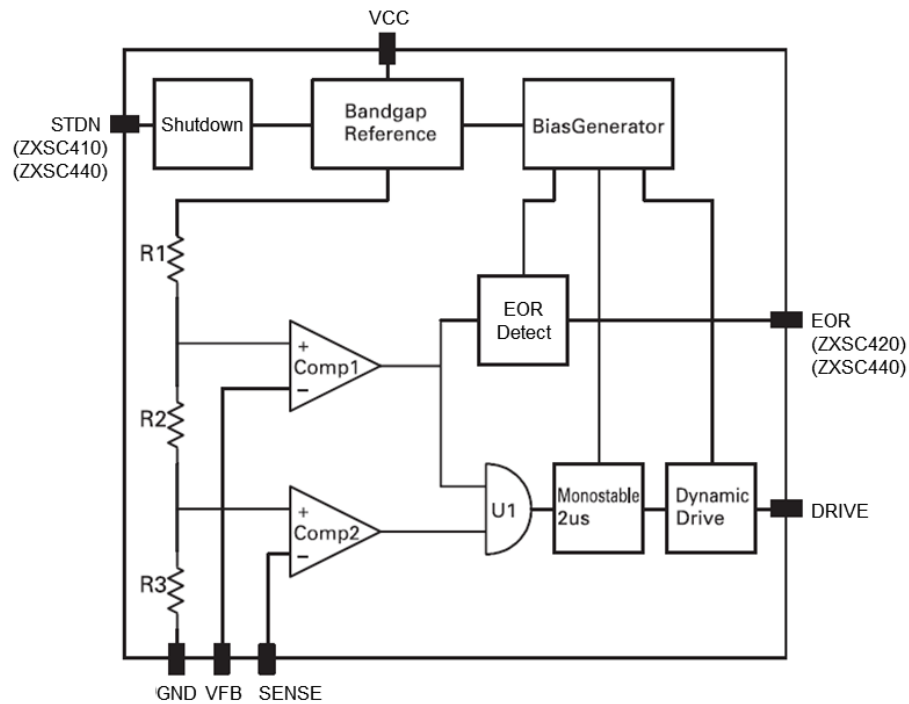 VCC
STDN
(ZXSC410)
(ZXSC440)
Shutdown
Bandgap
Reference
BiasGenerator
R1
EOR
Detect
EOR
(ZXSC420)
(ZXSC440)
+
Comp1
−
R2
+
Comp2
−
U1
Monostable
2us
Dynamic
Drive
DRIVE
R3
GND
VFB
SENSE